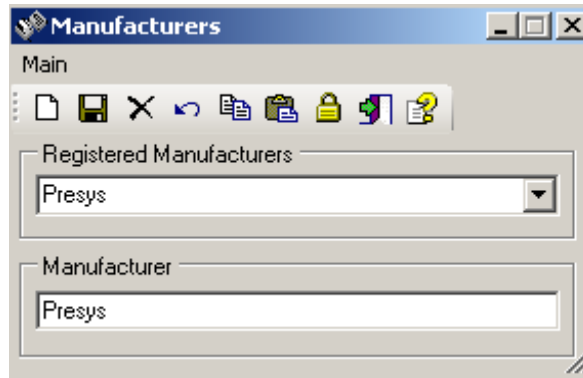 Manufacturers
Main
Registered Manufacturers
Presys
Manufacturer
Presys